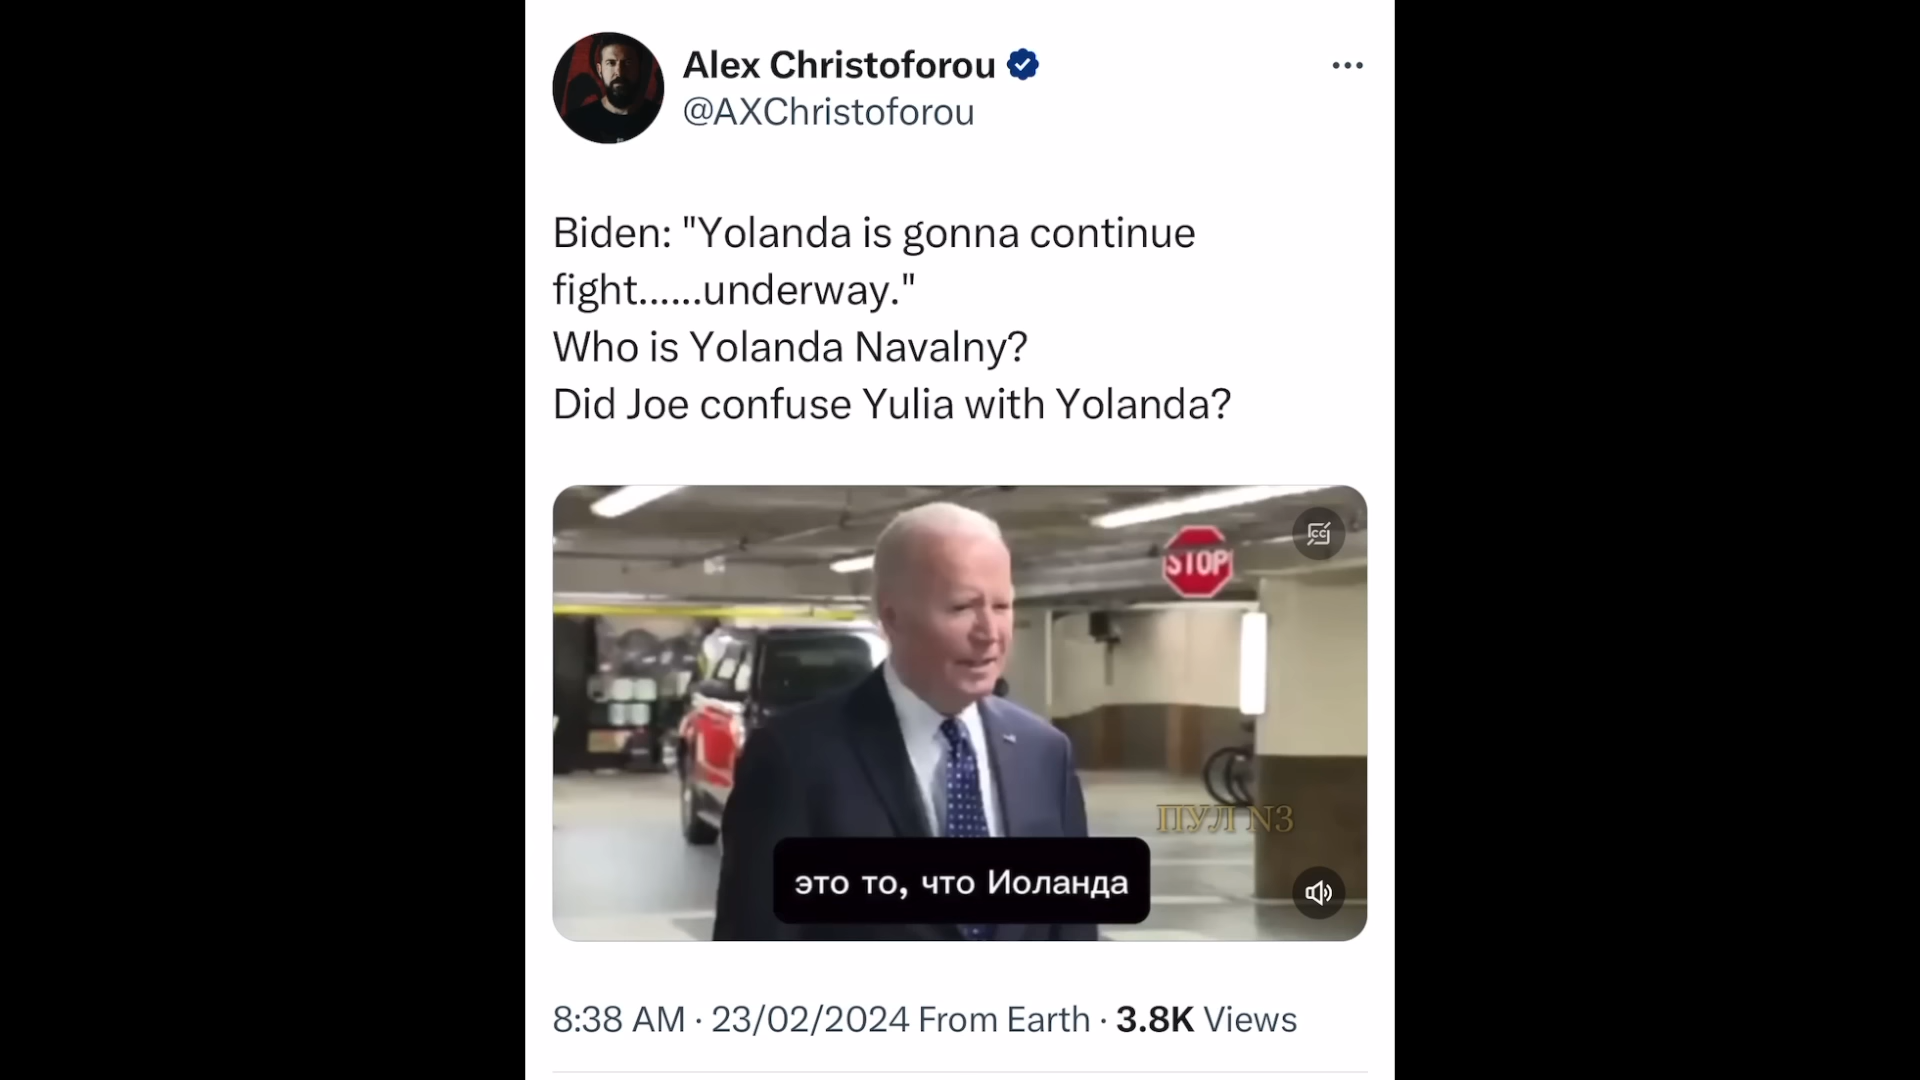 Alex Christoforou
@AXChristoforou
Biden: "Yolanda is gonna continue
fight......underway."
Who is Yolanda Navalny?
Did Joe confuse Yulia with Yolanda?
STOP
CC
ПУЛ N3
это то, что Иоланда
8:38 AM · 23/02/2024 From Earth · 3.8K Views